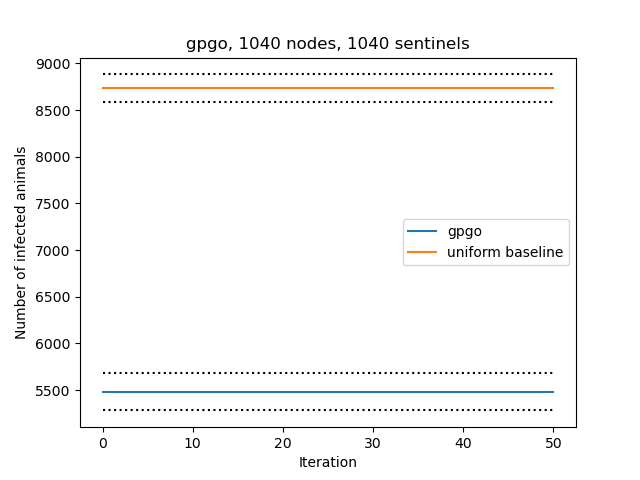 gpgo, 1040 nodes, 1040 sentinels
9000
8500
8000
7500
7000
6500
6000
5500
Number of infected animals
gpgo
uniform baseline
0 10 20 30 40 50
Iteration